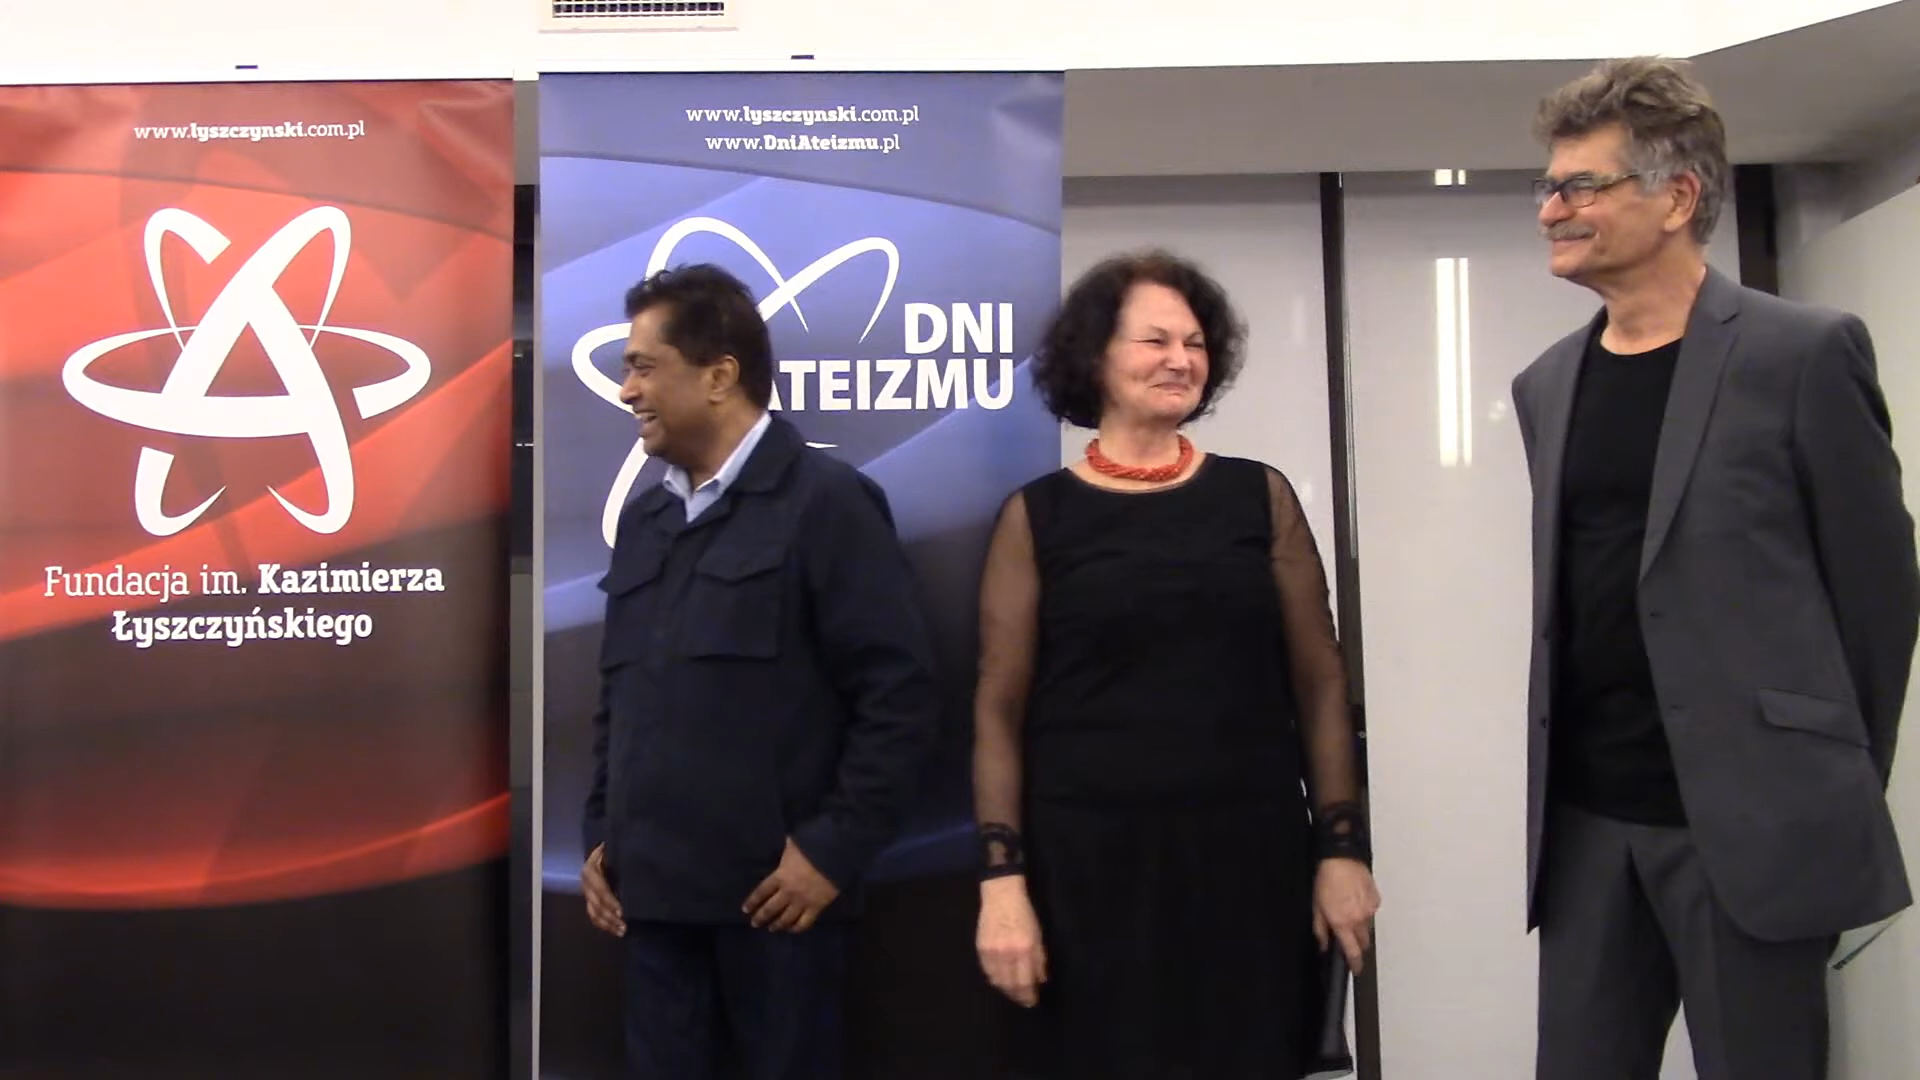 www.lyszczynski.com.pl
Fundacja im. Kazimierza
Łyszczyńskiego
www.lyszczynski.com.pl
www.DniAteizmu.pl
DNI
ATEIZMU